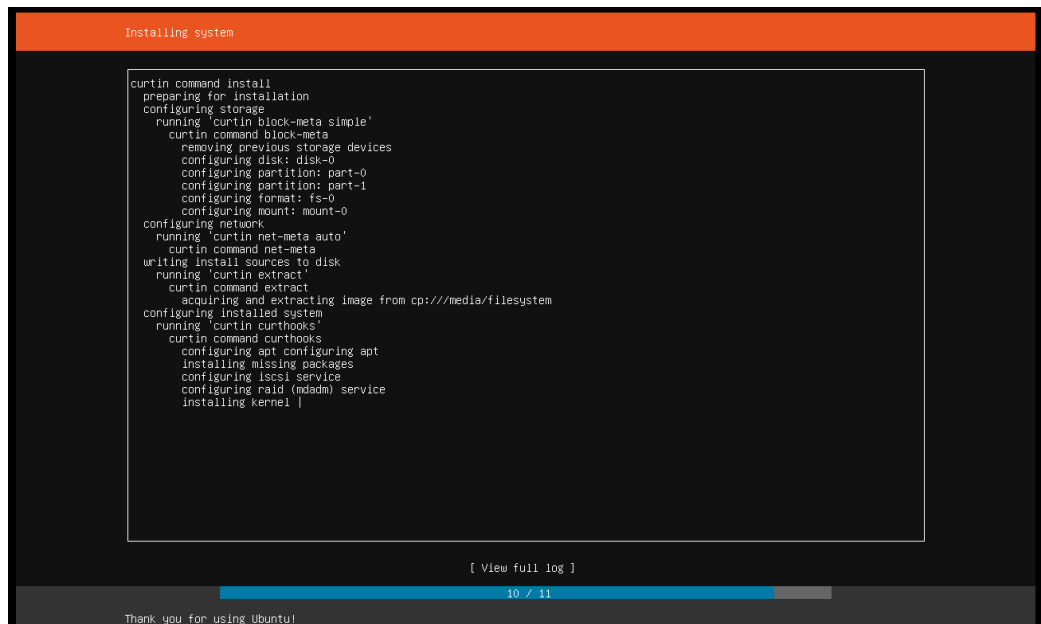 Installing system
curtin command install
preparing for installation
configuring storage
running 'curtin block-meta simple'
curtin command block-meta
removing previous storage devices
configuring disk: disk-0
configuring partition: part-0
configuring partition: part-1
configuring format: fs-0
configuring mount: mount-0
configuring network
running 'curtin net-meta auto'
curtin command net-meta
writing install sources to disk
running 'curtin extract'
curtin command extract
acquiring and extracting image from cp:///media/filesystem
configuring installed system
running 'curtin curthooks'
curtin command curthooks
configuring apt configuring apt
installing missing packages
configuring iscsi service
configuring raid (mdadm) service
installing kernel |
[ View full log ]
10 / 11
Thank you for using Ubuntu!